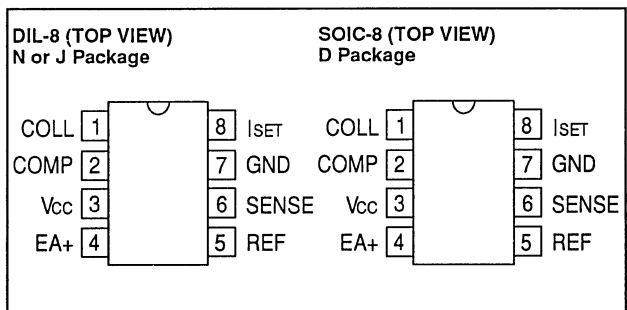 DIL-8 (TOP VIEW)
N or J Package
COLL 1 8 ISET
COMP 2 7 GND
Vcc 3 6 SENSE
EA+ 4 5 REF
SOIC-8 (TOP VIEW)
D Package
COLL 1 8 ISET
COMP 2 7 GND
Vcc 3 6 SENSE
EA+ 4 5 REF